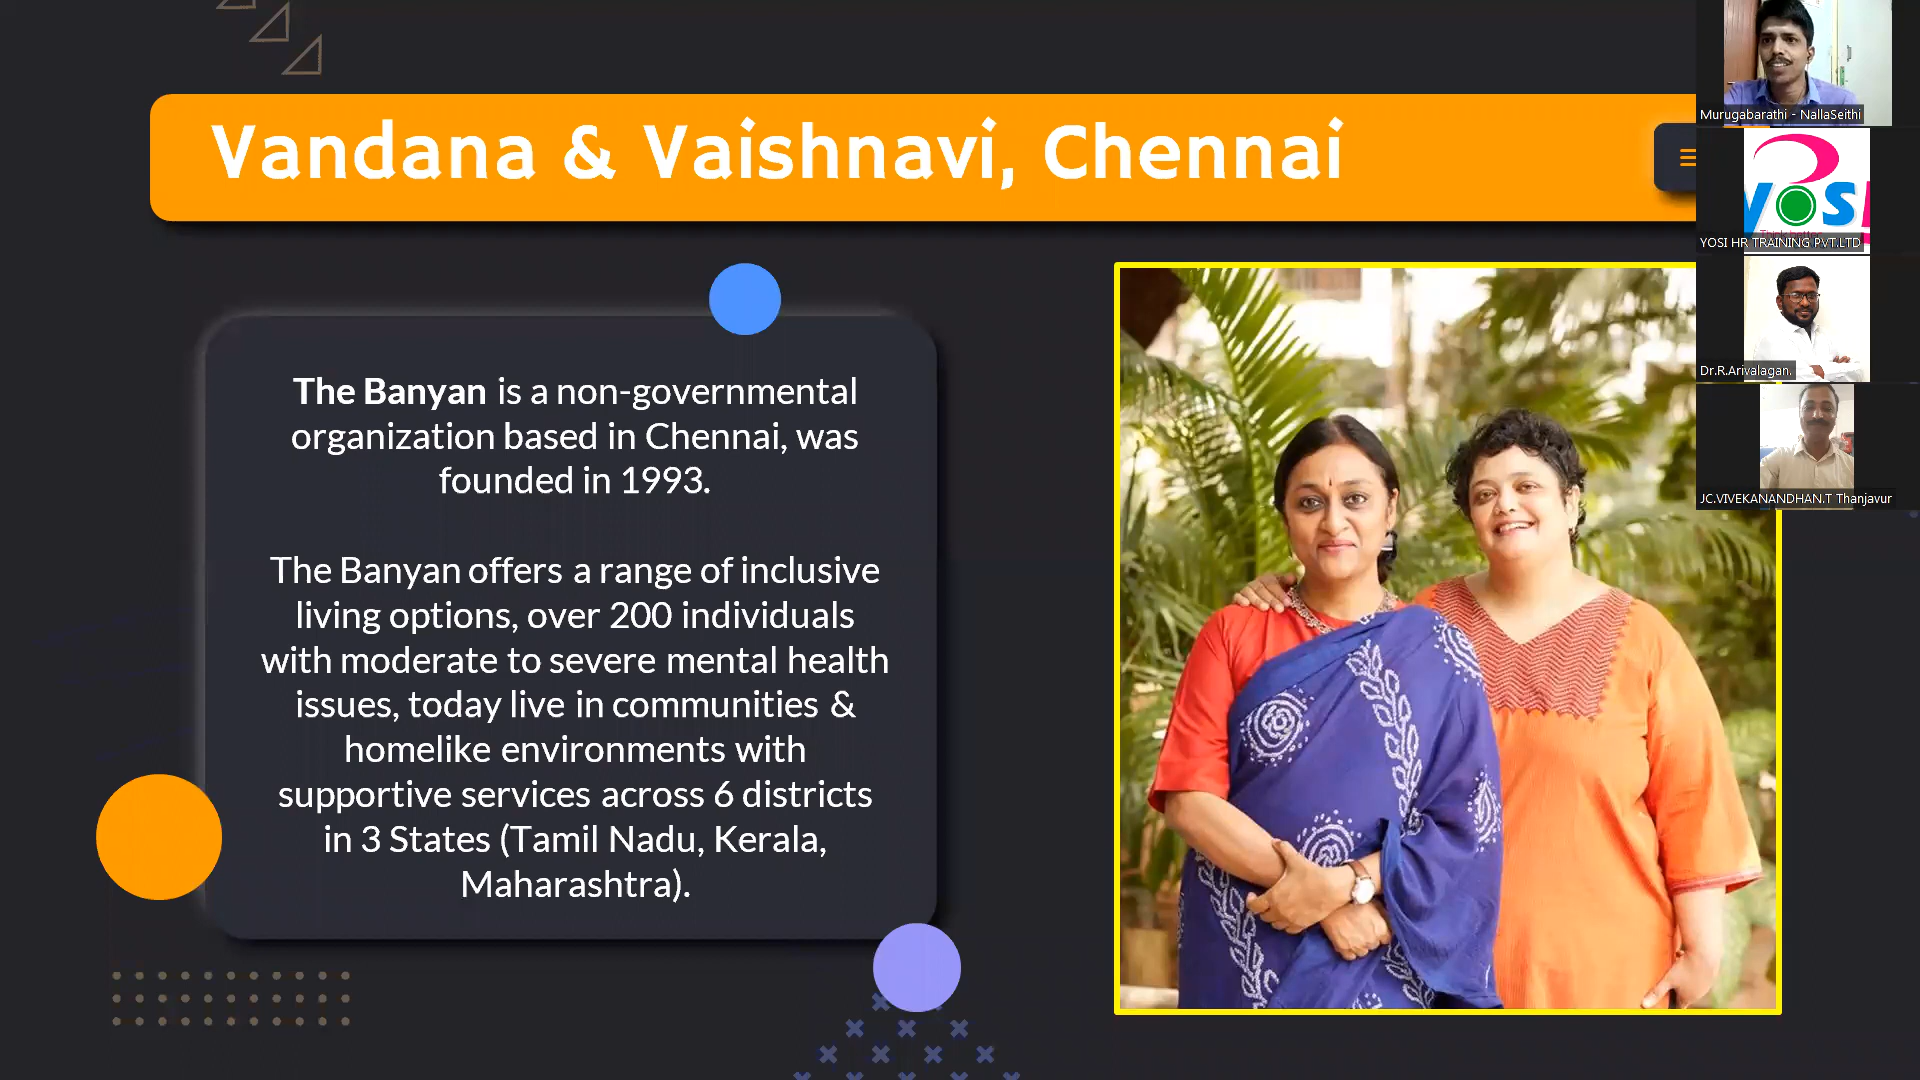 Vandana & Vaishnavi, Chennai
The Banyan is a non-governmental
organization based in Chennai, was
founded in 1993.
The Banyan offers a range of inclusive
living options, over 200 individuals
with moderate to severe mental health
issues, today live in communities &
homelike environments with
supportive services across 6 districts
in 3 States (Tamil Nadu, Kerala,
Maharashtra).
Murugabarathi - NallaSeithi
YOSI
Think better
YOSI HR TRAINING PVT.LTD
Dr.R.Arivalagan.
JC.VIVEKANANDHAN.T Thanjavur